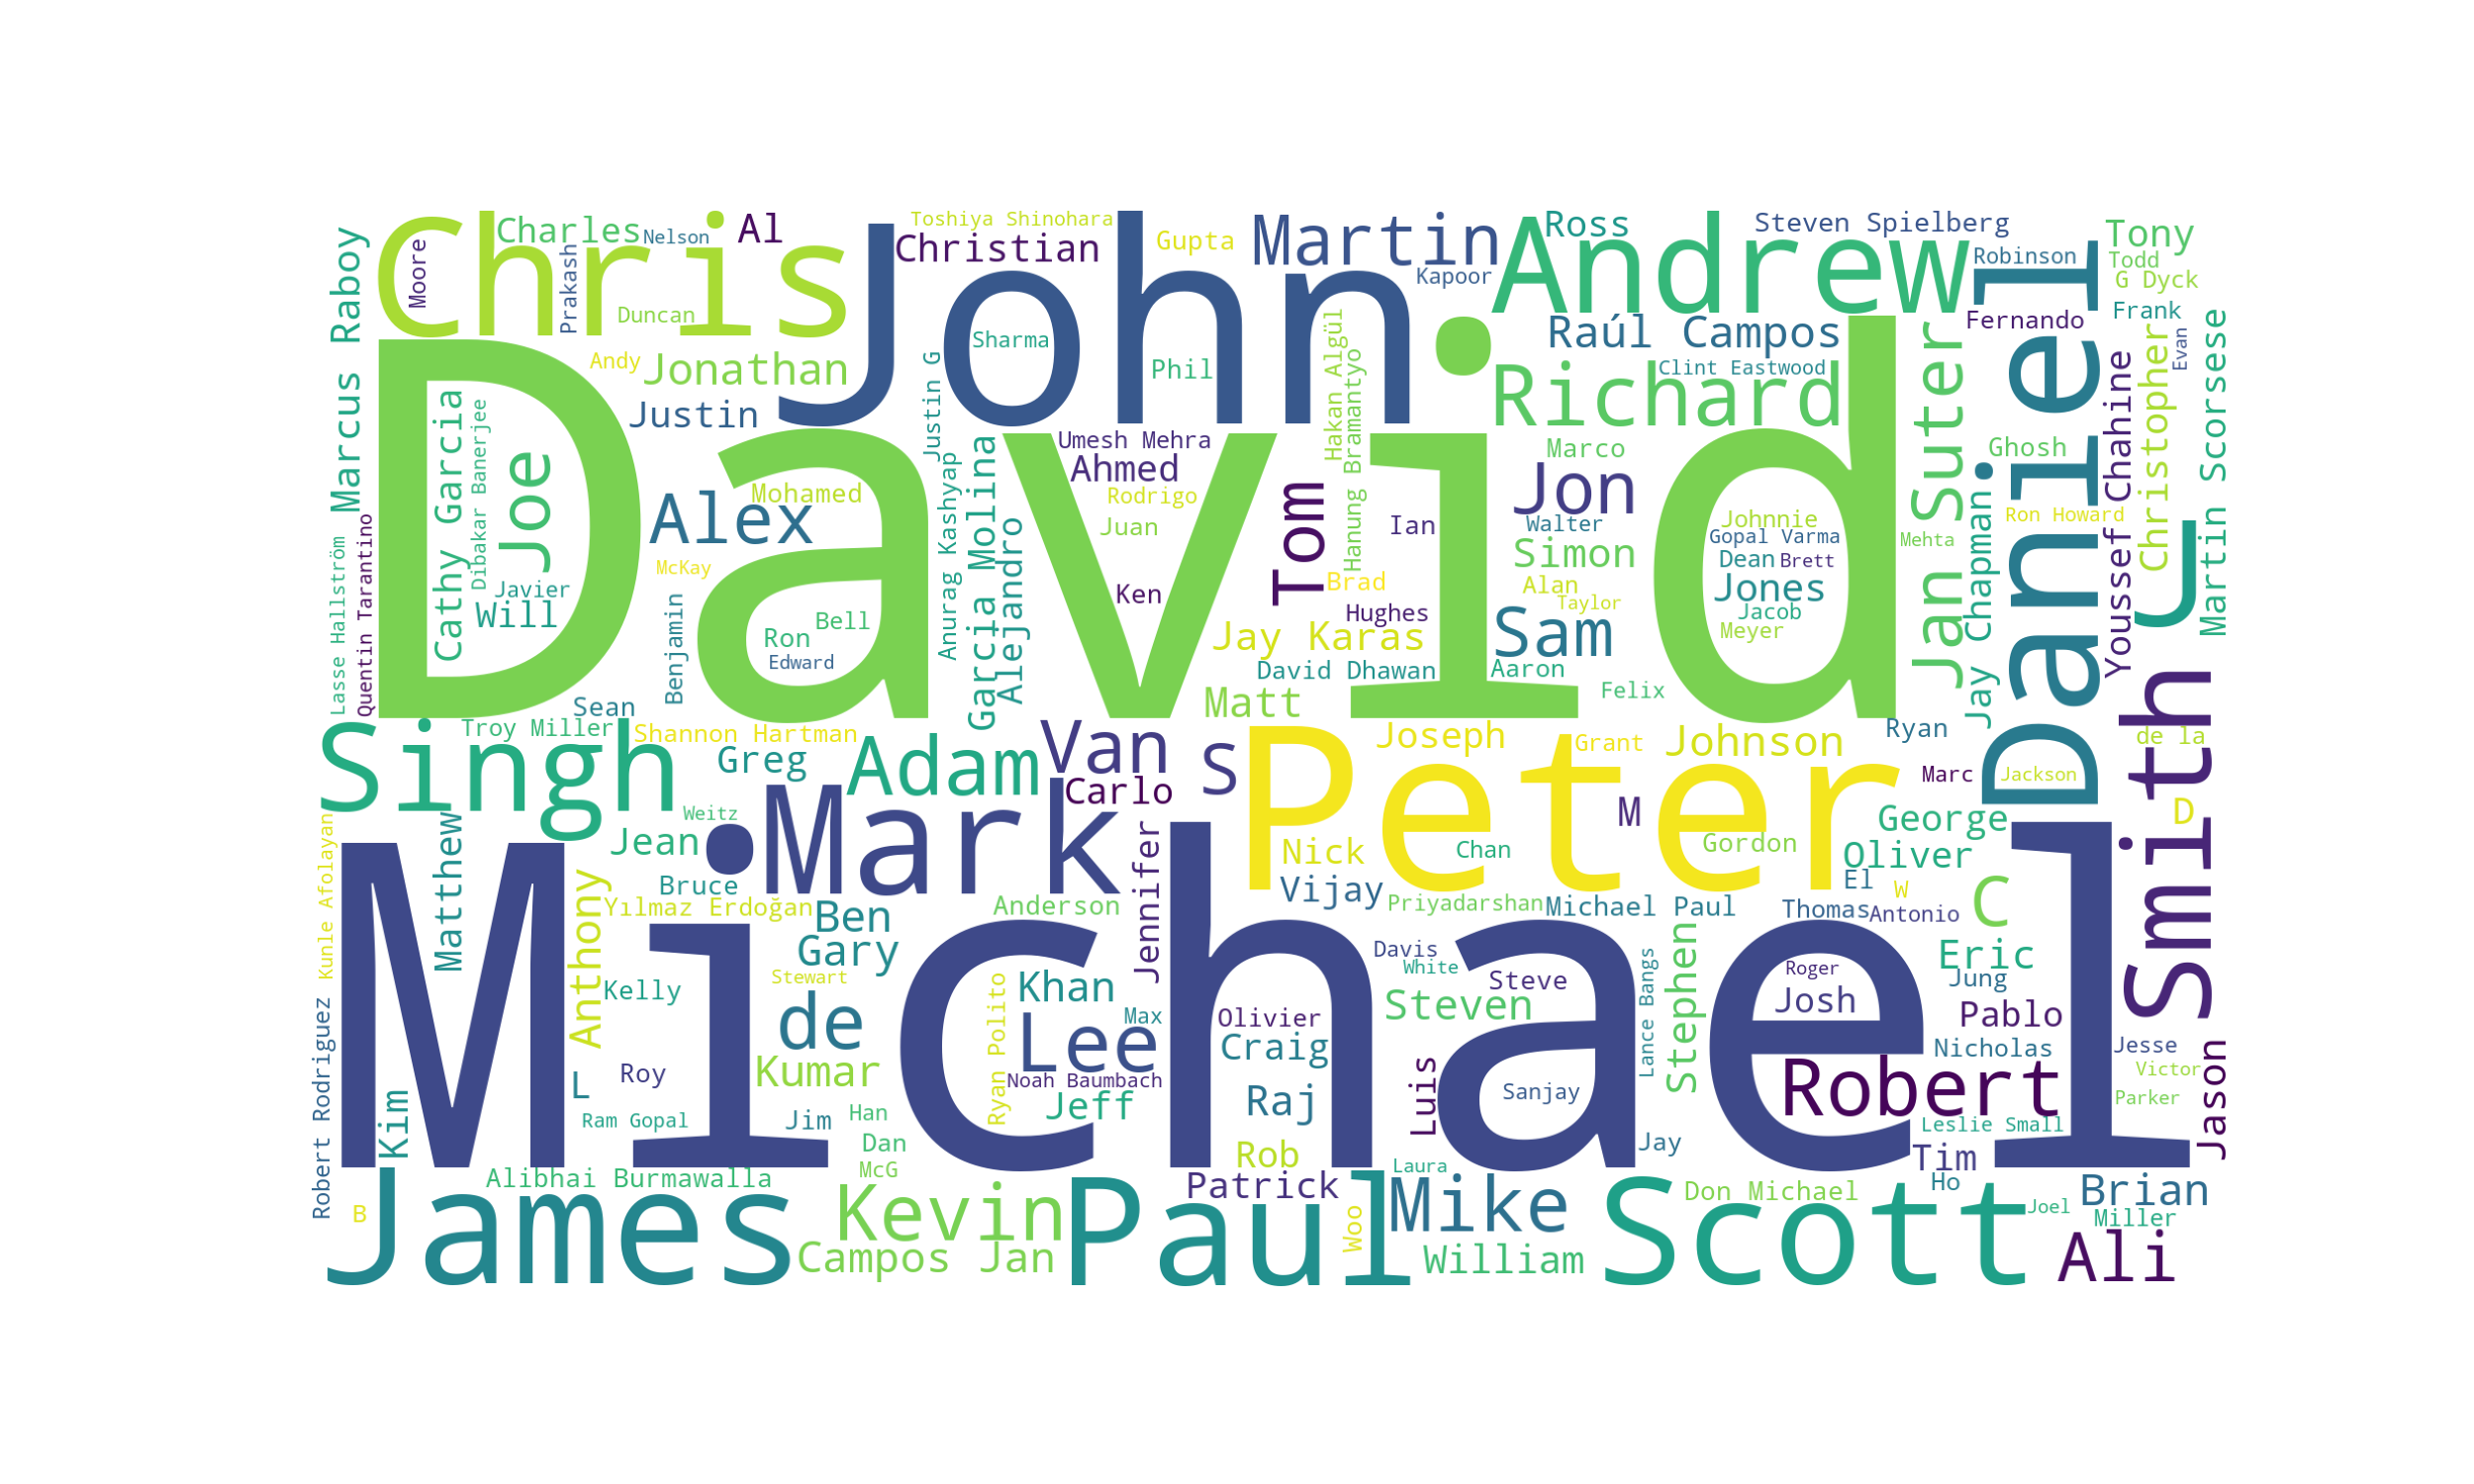 Chris
John
David
Andrew
Daniel
Michael
Peter
Mark
Singh
James
Paul
Scott
Smith
J
Charles
Nelson
Al
Moore
Prakash
Duncan
Marcus Raboy
Toshiya Shinohara
Christian
Gupta
Martin
Kapoor
Ross
Steven Spielberg
Robinson
Tony
Todd
G Dyck
Frank
Fernando
Evan
Christopher
Martin Scorsese
Youssef Chahine
Andy
Jonathan
Justin
Justin G
Sharma
Phil
Hakan Algül
Hanung Bramantyo
Raúl Campos
Clint Eastwood
Richard
Jan Suter
Ghosh
Ron Howard
Jay Chapman
Mehta
Cathy Garcia
Dibakar Banerjee
Joe
Javier
Will
Lasse Hallström
Quentin Tarantino
Alex
Mohamed
McKay
Benjamin
Ron
Bell
Edward
Anurag Kashyap
Garcia Molina
Alejandro
Umesh Mehra
Ahmed
Rodrigo
Juan
Ken
Tom
Ian
Brad
Hughes
Jay Karas
David Dhawan
Matt
Marco
Jon
Walter
Simon
Alan
Taylor
Sam
Aaron
Felix
Johnnie
Gopal Varma
Dean
Brett
Jones
Jacob
Meyer
Sean
Troy Miller
Shannon Hartman
Greg
Adam
Van
S
Carlo
Joseph
Grant
Johnson
Ryan
Marc
Jackson
de la
D
M
Nick
Chan
Gordon
George
Oliver
El
W
C
Vijay
Priyadarshan
Michael Paul
Thomas
Antonio
Eric
Jung
Pablo
Nicholas
Jesse
Victor
Parker
Jason
Weitz
Jean
Bruce
Matthew
Kunle Afolayan
Anthony
Yılmaz Erdoğan
Ben
Gary
Anderson
Jennifer
Kelly
Stewart
de
Khan
Lee
Max
Olivier
Craig
Davis
White
Steve
Steven
Lance Bangs
Stephen
Roger
Josh
Robert
Leslie Small
Robert Rodriguez
Kim
L
Roy
Kumar
Ram Gopal
Jim
Han
Dan
McG
Ryan Polito
Noah Baumbach
Jeff
Raj
Rob
Luis
Sanjay
Jay
Laura
Tim
Ho
Brian
Joel
Miller
Ali
B
Alibhai Burmawalla
Kevin
Campos Jan
Patrick
Woo
Mike
William
Don Michael